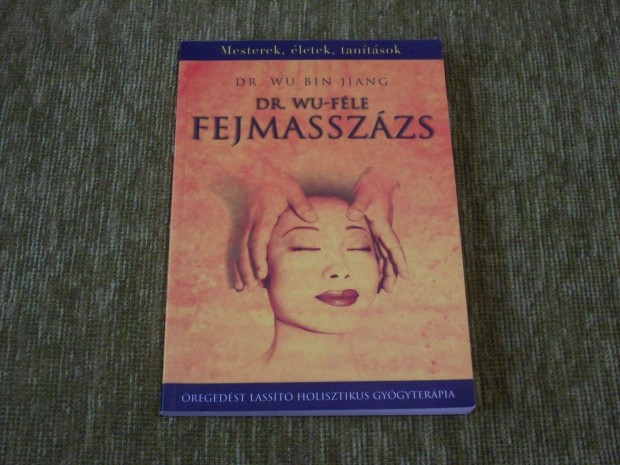 Mesterek, életek, tanítások
DR. WU BIN JIANG
DR. WU-FÉLE
FEJMASSZÁZS
ÖREGEDÉST LASSÍTÓ HOLISZTIKUS GYÓGYTERÁPIA